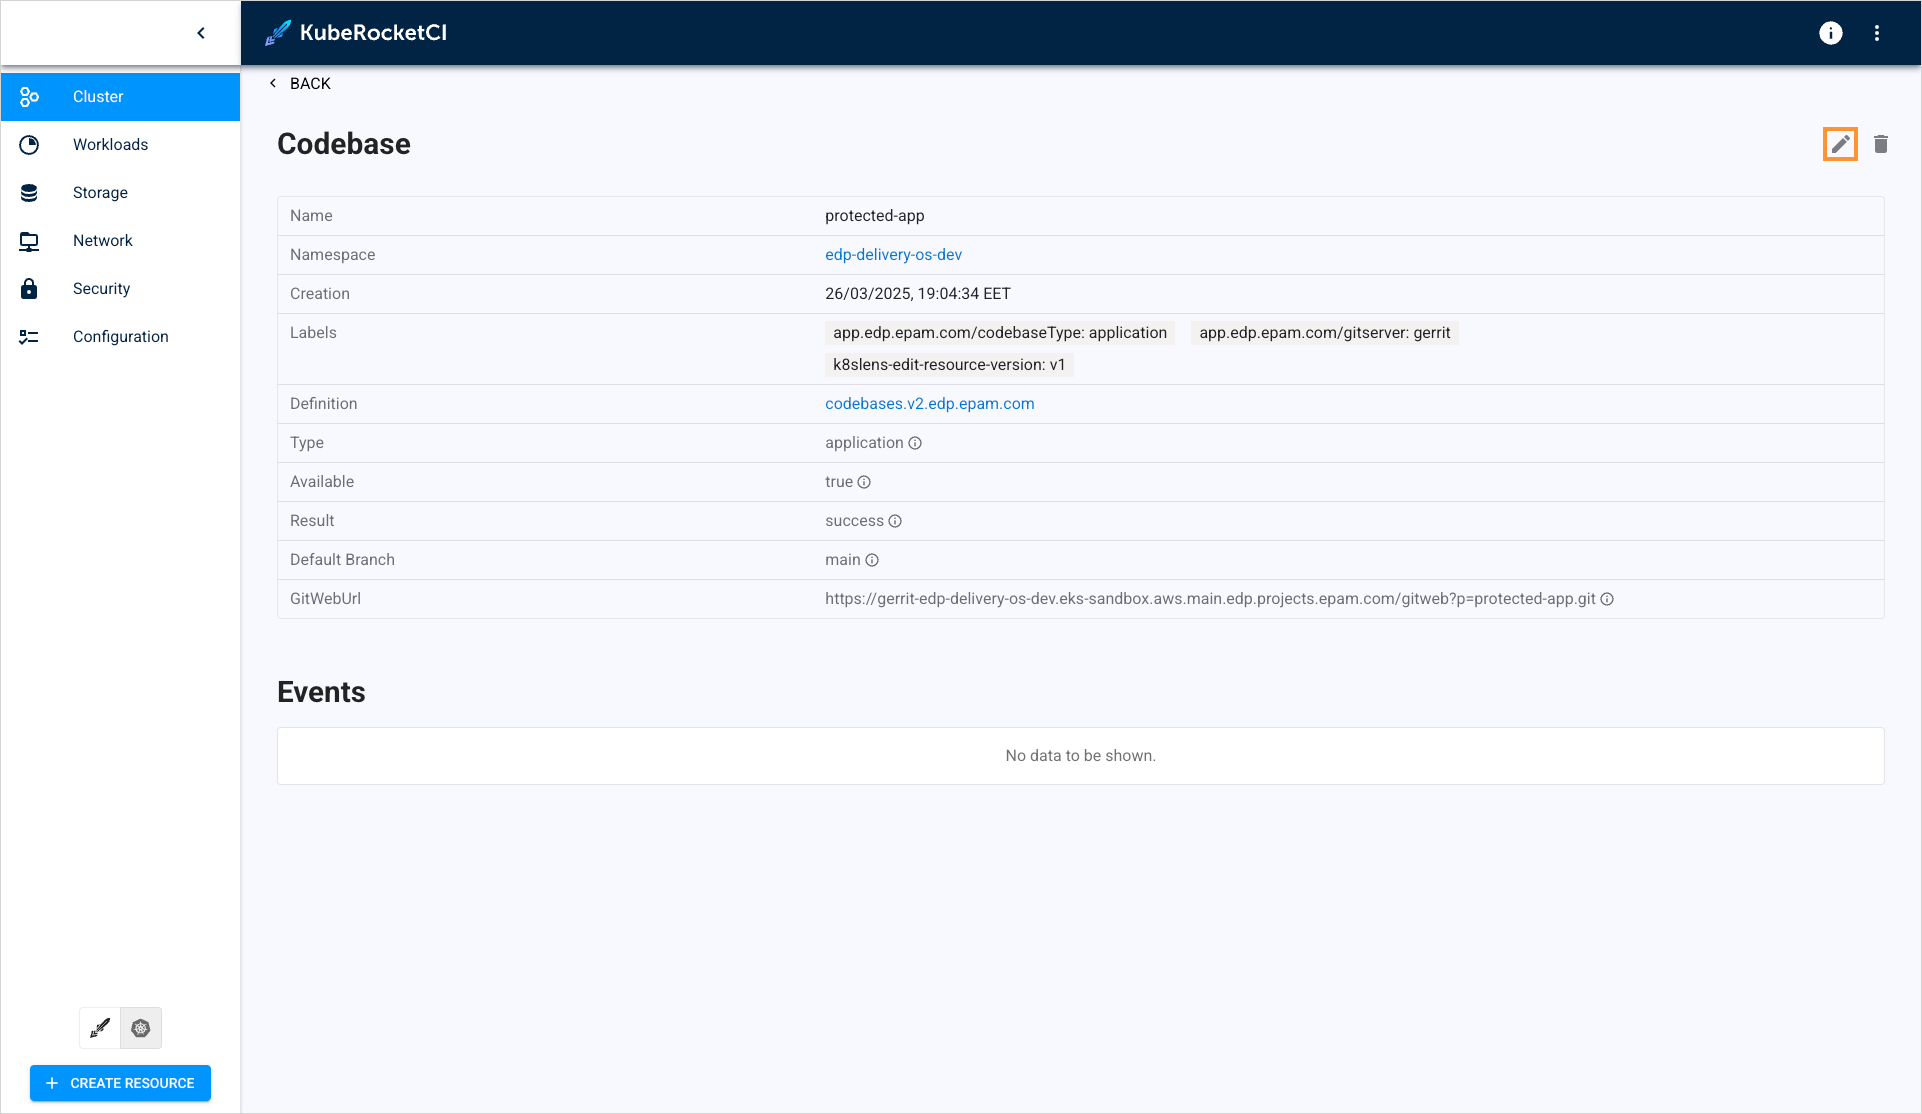 KubeRocketCI
Cluster
Workloads
Storage
Network
Security
Configuration
CREATE RESOURCE
BACK
Codebase
Name protected-app
Namespace edp-delivery-os-dev
Creation 26/03/2025, 19:04:34 EET
Labels app.edp.epam.com/codebaseType: application app.edp.epam.com/gitserver: gerrit
k8slens-edit-resource-version: v1
Definition codebases.v2.edp.epam.com
Type application
Available true
Result success
Default Branch main
GitWebUrl https://gerrit-edp-delivery-os-dev.eks-sandbox.aws.main.edp.projects.epam.com/gitweb?p=protected-app.git
Events
No data to be shown.